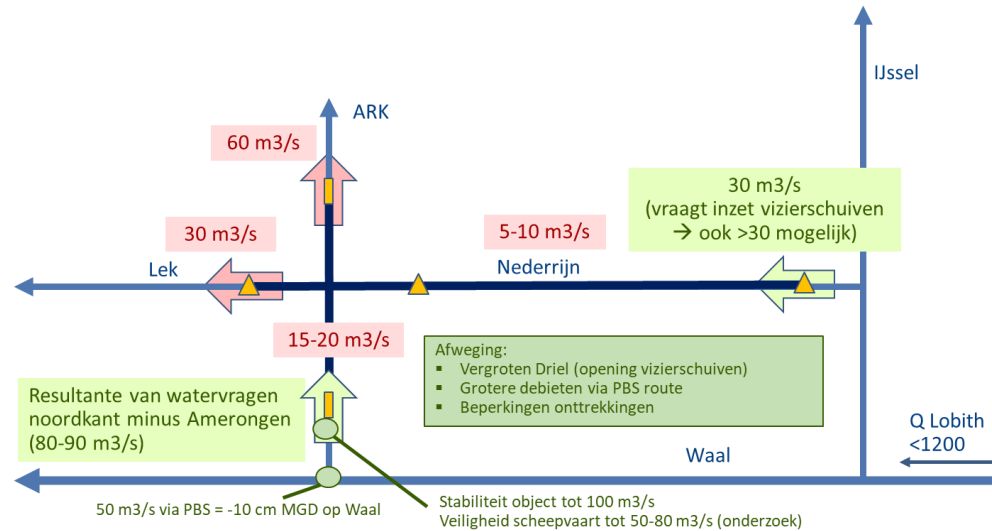 IJssel
ARK
60 m3/s
30 m3/s
(vraagt inzet vizierschuiven
→ ook >30 mogelijk)
30 m3/s
5-10 m3/s
Lek
Nederrijn
15-20 m3/s
Afweging:
▪ Vergroten Driel (opening vizierschuiven)
▪ Grotere debieten via PBS route
▪ Beperkingen onttrekkingen
Resultante van watervragen
noordkant minus Amerongen
(80-90 m3/s)
Q Lobith
<1200
Waal
50 m3/s via PBS = -10 cm MGD op Waal
Stabiliteit object tot 100 m3/s
Veiligheid scheepvaart tot 50-80 m3/s (onderzoek)